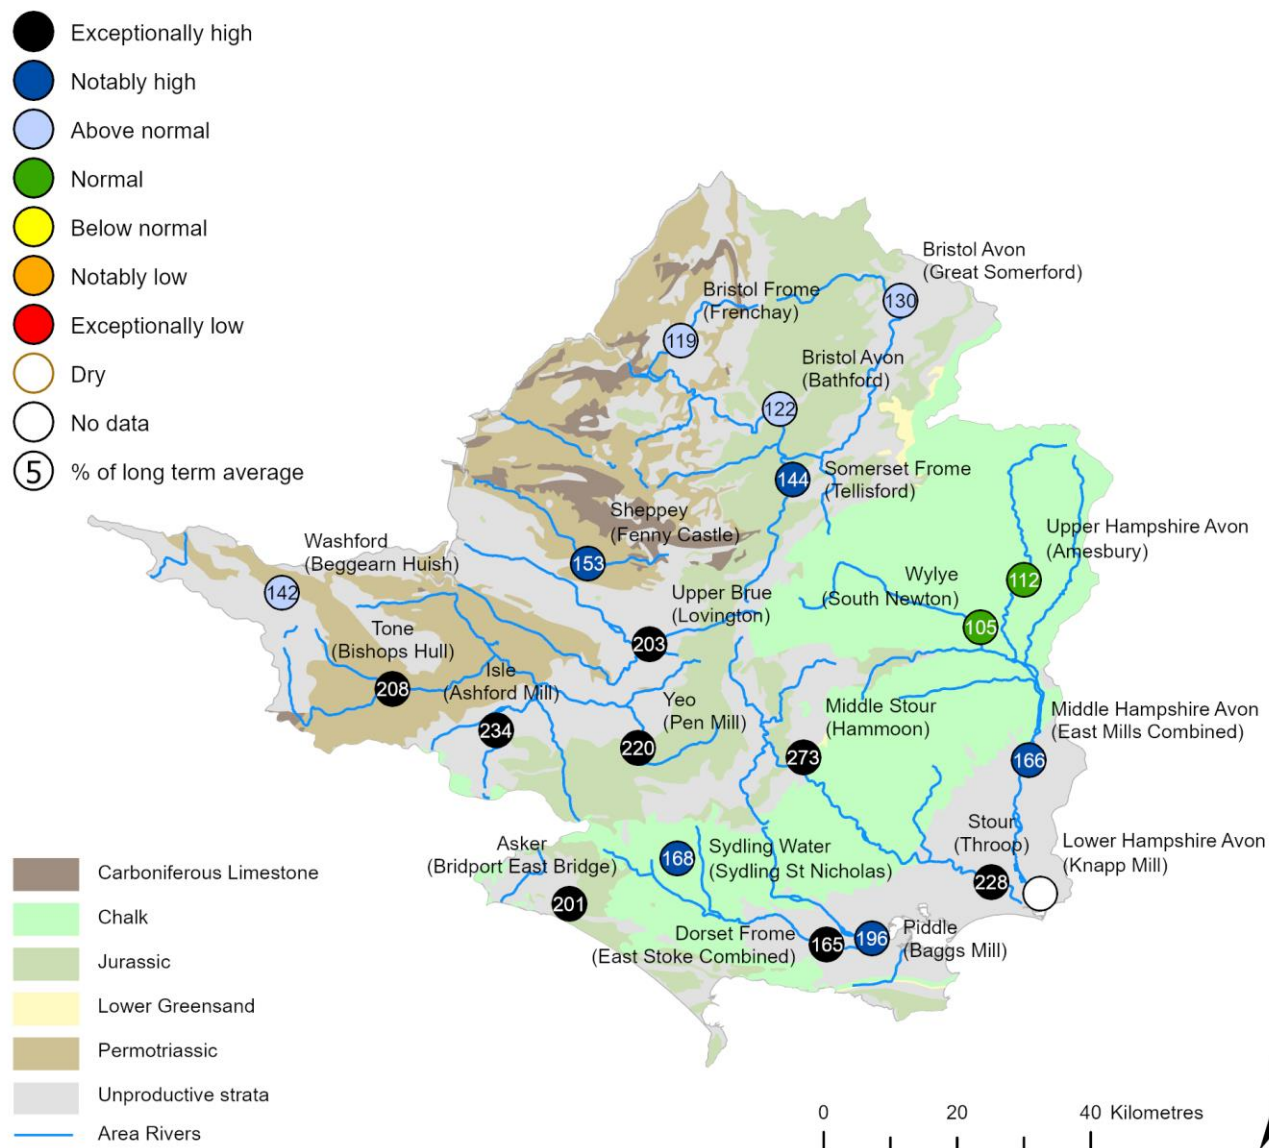 Exceptionally high
Notably high
Above normal
Normal
Below normal
Notably low
Exceptionally low
Dry
No data
5 % of long term average
Bristol Avon
(Great Somerford)
130
Bristol Frome
(Frenchay)
119
Bristol Avon
(Bathford)
122
Somerset Frome
(Tellisford)
144
Sheppey
(Fenny Castle)
153
Washford
(Beggearn Huish)
142
Upper Hampshire Avon
(Amesbury)
112
Wylye
(South Newton)
105
Upper Brue
(Lovington)
203
Tone
(Bishops Hull)
208
Isle
(Ashford Mill)
234
Yeo
(Pen Mill)
220
Middle Stour
(Hammoon)
273
Middle Hampshire Avon
(East Mills Combined)
166
Asker
(Bridport East Bridge)
201
Sydling Water
(Sydling St Nicholas)
168
Stour
(Throop)
228
Lower Hampshire Avon
(Knapp Mill)
Dorset Frome
(East Stoke Combined)
165
Piddle
(Baggs Mill)
196
Carboniferous Limestone
Chalk
Jurassic
Lower Greensand
Permotriassic
Unproductive strata
Area Rivers
0 20 40 Kilometres